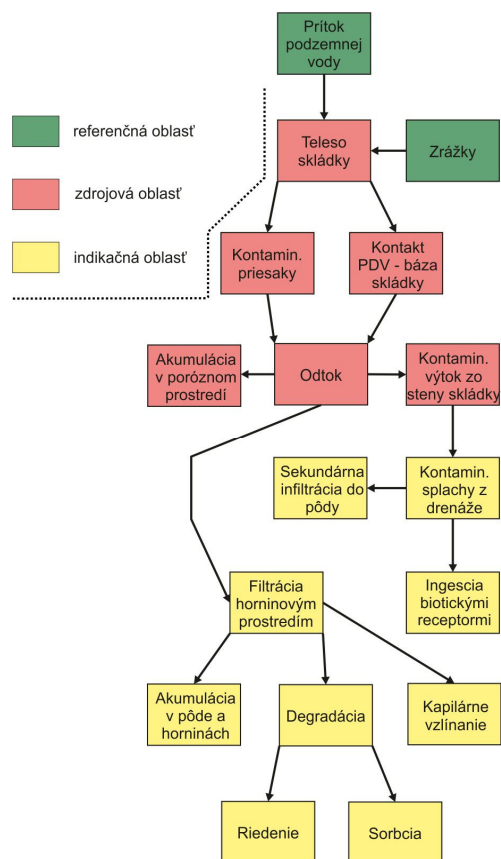 Prítok
podzemnej
vody
referenčná oblasť
zdrojová oblasť
indikačná oblasť
Teleso
skládky
Zrážky
Kontamin.
priesaky
Kontakt
PDV - báza
skládky
Akumulácia
v poróznom
prostredí
Odtok
Kontamin.
výtok zo
steny skládky
Sekundárna
infiltrácia do
pôdy
Kontamin.
splachy z
drenáže
Filtrácia
horninovým
prostredím
Ingescia
biotickými
receptormi
Akumulácia
v pôde a
horninách
Degradácia
Kapilárne
vzlínanie
Riedenie
Sorbcia